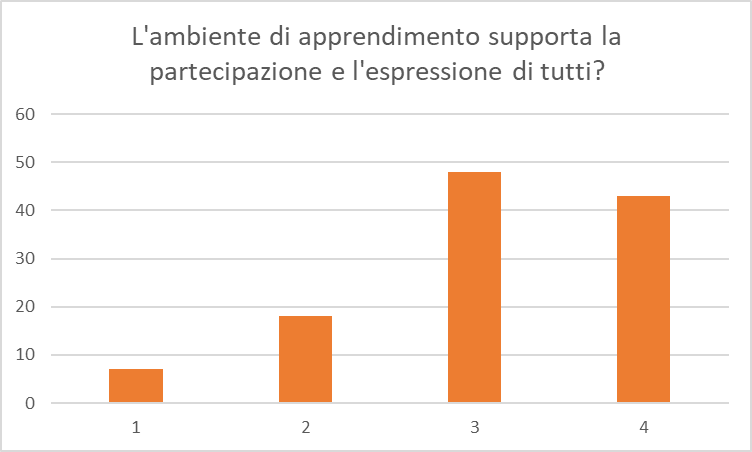 L'ambiente di apprendimento supporta la
partecipazione e l'espressione di tutti?
60
50
40
30
20
10
0
1 2 3 4